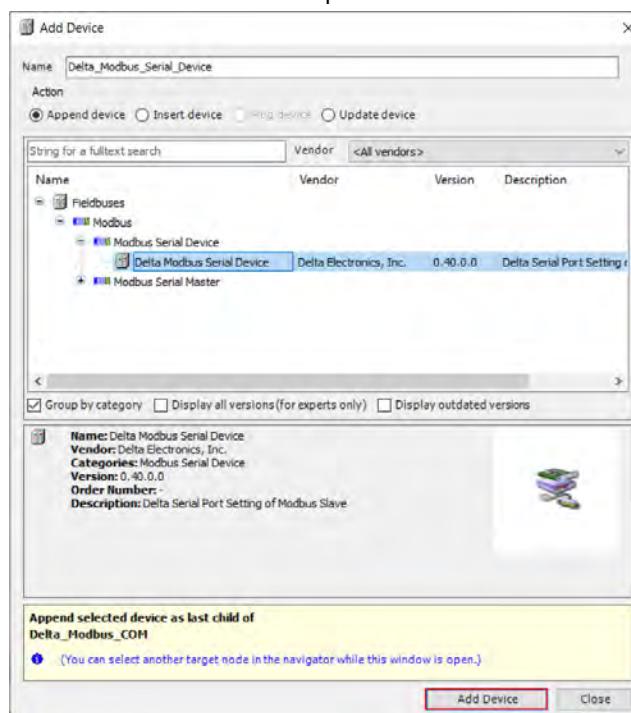 Add Device
Name Delta_Modbus_Serial_Device
Action
Append device Insert device Plug device Update device
String for a fulltext search Vendor <All vendors>
Name Vendor Version Description
Fieldbuses
Modbus
Modbus Serial Device
Delta Modbus Serial Device Delta Electronics, Inc. 0.40.0.0 Delta Serial Port Setting
Modbus Serial Master
Group by category Display all versions (for experts only) Display outdated versions
Name: Delta Modbus Serial Device
Vendor: Delta Electronics, Inc.
Categories: Modbus Serial Device
Version: 0.40.0.0
Order Number: -
Description: Delta Serial Port Setting of Modbus Slave
Append selected device as last child of
Delta_Modbus_COM
(You can select another target node in the navigator while this window is open.)
Add Device Close